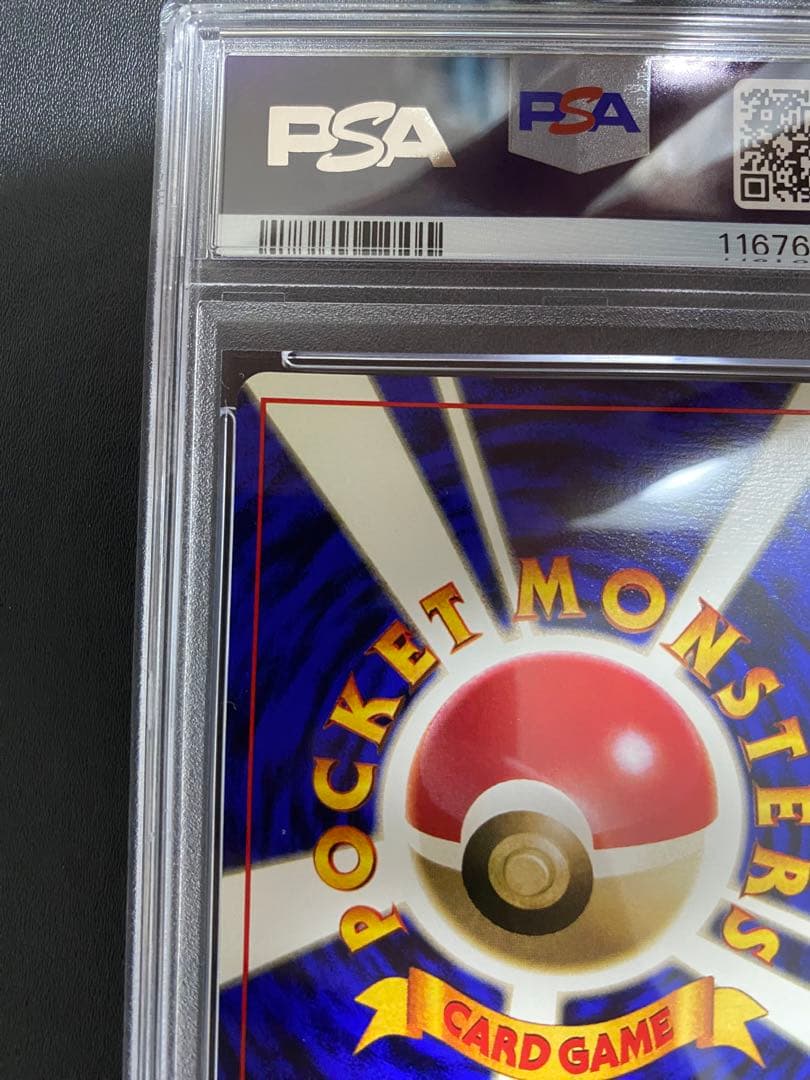 PSA PSA
11676
POCKET MONSTERS
CARD GAME